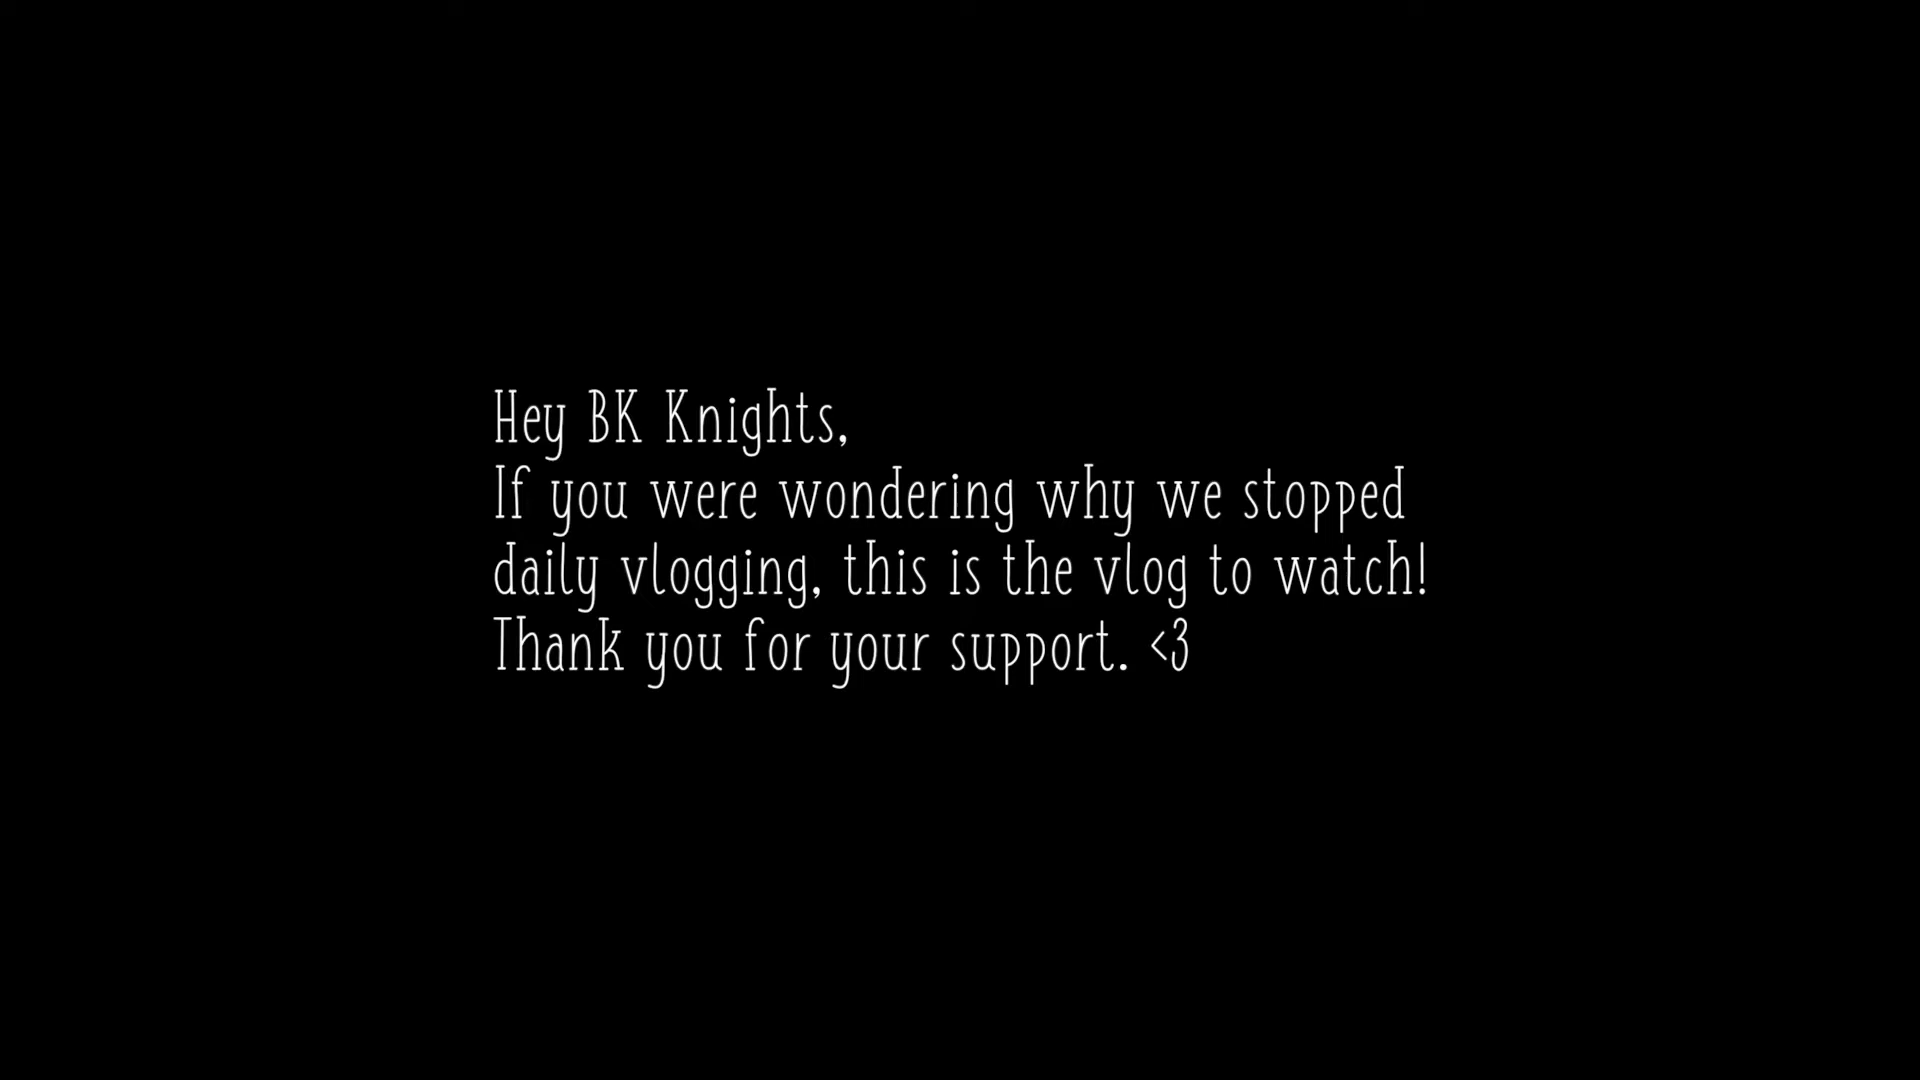 Hey BK Knights,
If you were wondering why we stopped
daily vlogging, this is the vlog to watch!
Thank you for your support. <3